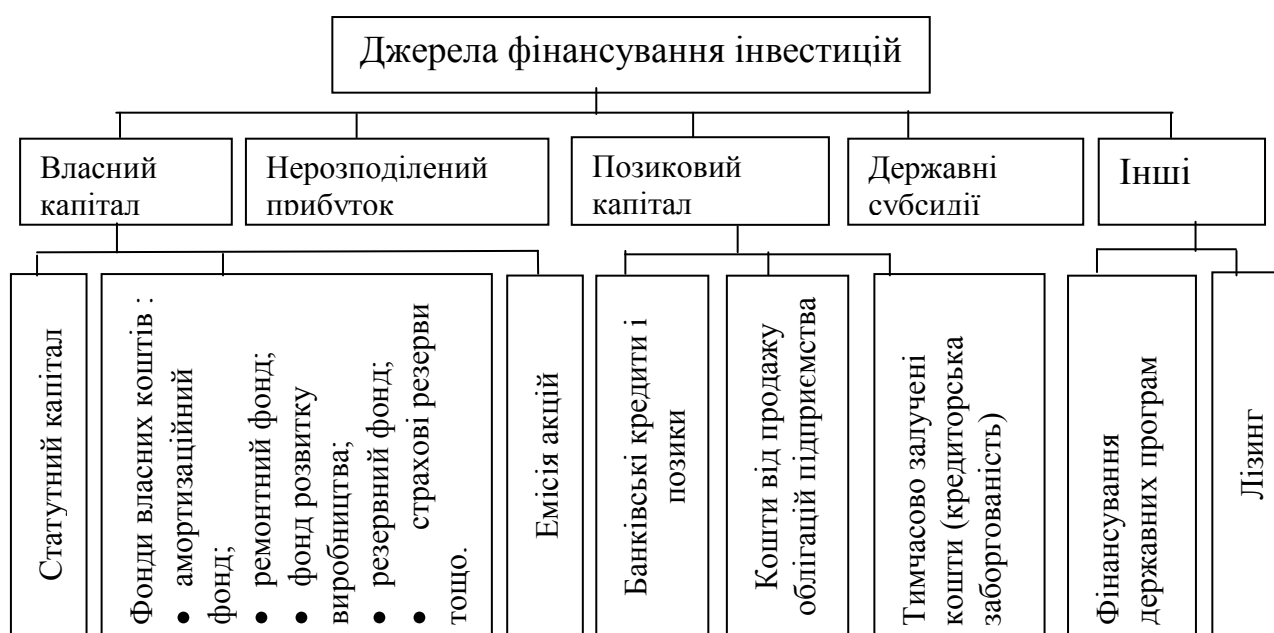 Джерела фінансування інвестицій
Власний
капітал
Нерозподілений
прибуток
Позиковий
капітал
Державні
субсидії
Інші
Статутний капітал
Фонди власних коштів :
● амортизаційний
фонд;
● ремонтний фонд;
● фонд розвитку
виробництва;
● резервний фонд;
● страхові резерви
тощо.
Емісія акцій
Банківські кредити і
позики
Кошти від продажу
облігацій підприємства
Тимчасово залучені
кошти (кредиторська
заборгованість)
Фінансування
державних програм
Лізинг